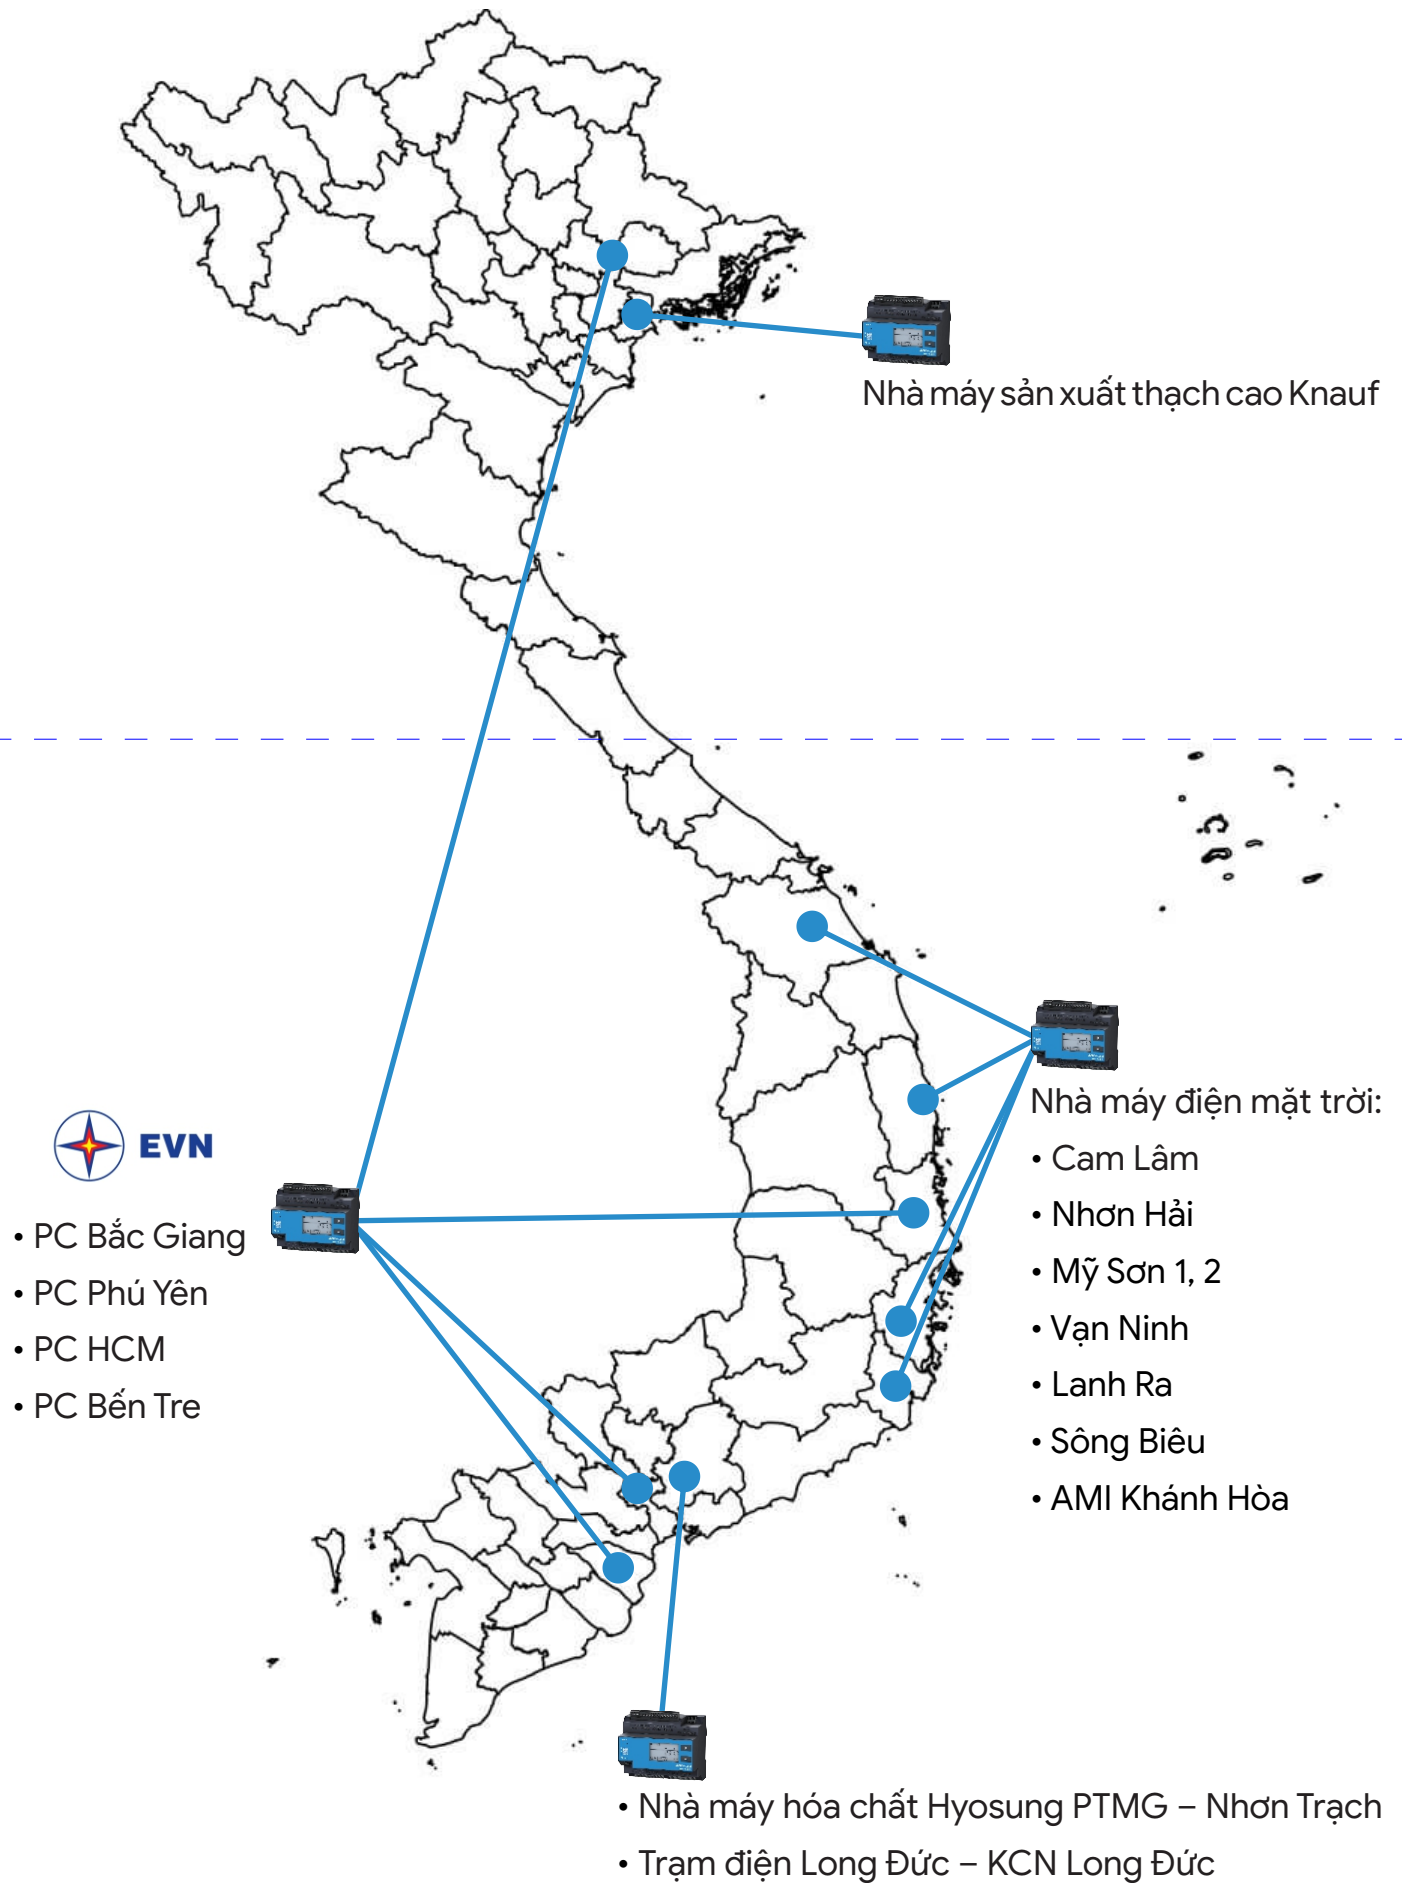 Nhà máy sản xuất thạch cao Knauf
EVN
• PC Bắc Giang
• PC Phú Yên
• PC HCM
• PC Bến Tre
Nhà máy điện mặt trời:
• Cam Lâm
• Nhơn Hải
• Mỹ Sơn 1, 2
• Vạn Ninh
• Lanh Ra
• Sông Biêu
• AMI Khánh Hòa
• Nhà máy hóa chất Hyosung PTMG – Nhơn Trạch
• Trạm điện Long Đức – KCN Long Đức